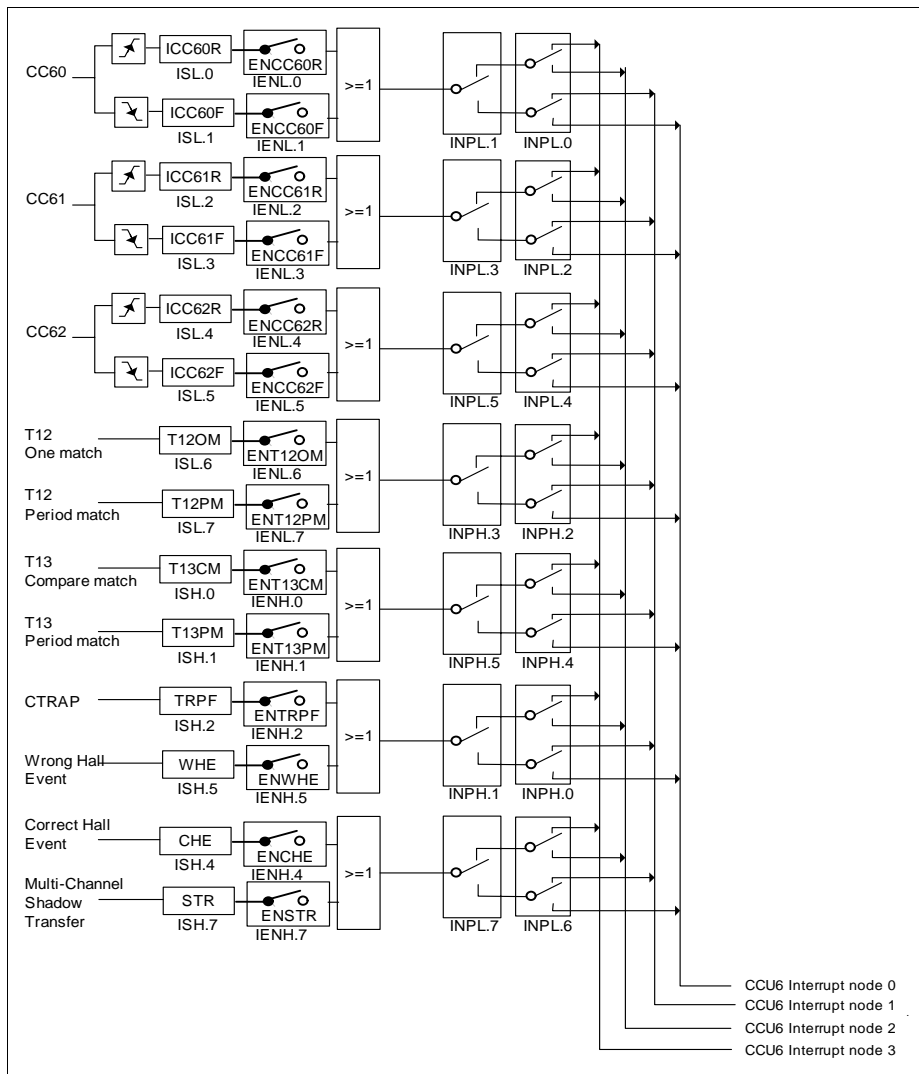 CC60
ICC60R
ISL.0
ENCC60R
IENL.0
ICC60F
ISL.1
ENCC60F
IENL.1
>=1
INPL.1
INPL.0
CC61
ICC61R
ISL.2
ENCC61R
IENL.2
ICC61F
ISL.3
ENCC61F
IENL.3
>=1
INPL.3
INPL.2
CC62
ICC62R
ISL.4
ENCC62R
IENL.4
ICC62F
ISL.5
ENCC62F
IENL.5
>=1
INPL.5
INPL.4
T12
One match
T12OM
ISL.6
ENT12OM
IENL.6
T12
Period match
T12PM
ISL.7
ENT12PM
IENL.7
>=1
INPH.3
INPH.2
T13
Compare match
T13CM
ISH.0
ENT13CM
IENH.0
T13
Period match
T13PM
ISH.1
ENT13PM
IENH.1
>=1
INPH.5
INPH.4
CTRAP
TRPF
ISH.2
ENTRPF
IENH.2
Wrong Hall
Event
WHE
ISH.5
ENWHE
IENH.5
>=1
INPH.1
INPH.0
Correct Hall
Event
CHE
ISH.4
ENCHE
IENH.4
Multi-Channel
Shadow
Transfer
STR
ISH.7
ENSTR
IENH.7
>=1
INPL.7
INPL.6
CCU6 Interrupt node 0
CCU6 Interrupt node 1
CCU6 Interrupt node 2
CCU6 Interrupt node 3